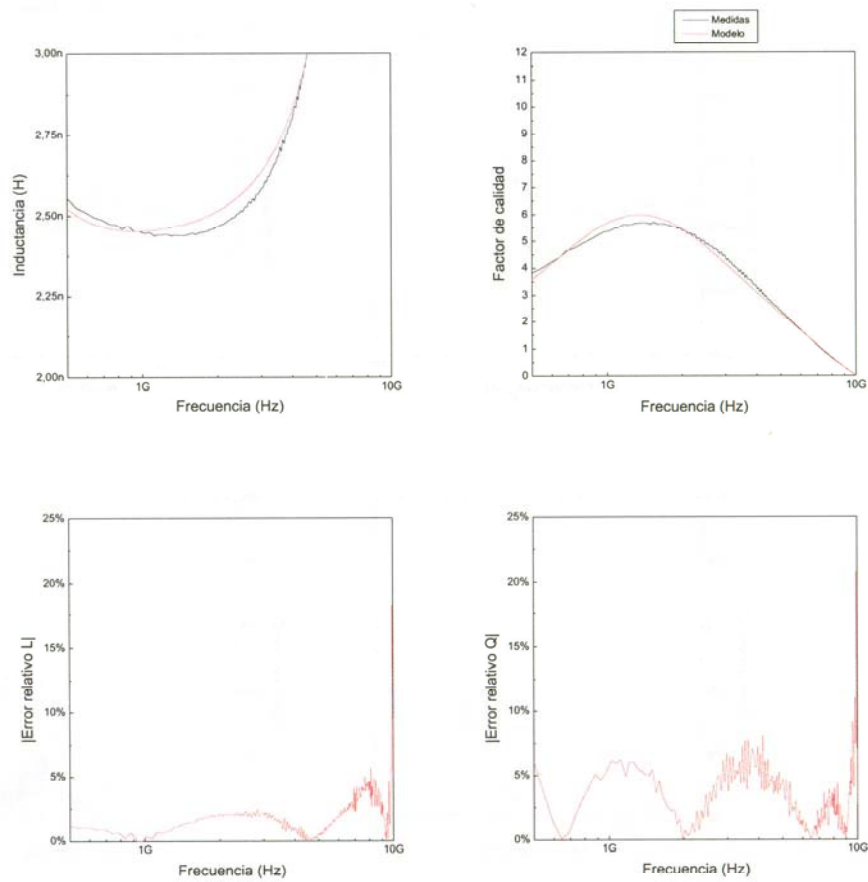 Medidas
Modelo
3,00n
2,75n
2,50n
2,25n
2,00n
Inductancia (H)
1G
10G
Frecuencia (Hz)
12
11
10
9
8
7
6
5
4
3
2
1
0
Factor de calidad
1G
10G
Frecuencia (Hz)
25%
20%
15%
10%
5%
0%
|Error relativo L|
1G
10G
Frecuencia (Hz)
25%
20%
15%
10%
5%
0%
|Error relativo Q|
1G
10G
Frecuencia (Hz)